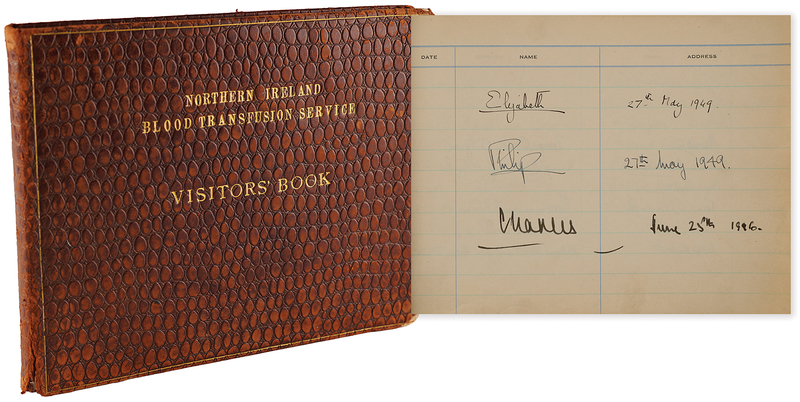 NORTHERN IRELAND
BLOOD TRANSFUSION SERVICE
VISITORS' BOOK
DATE NAME ADDRESS
Elizabeth 27th May 1949
Philip 27th May 1949.
Charles June 25th 1986.